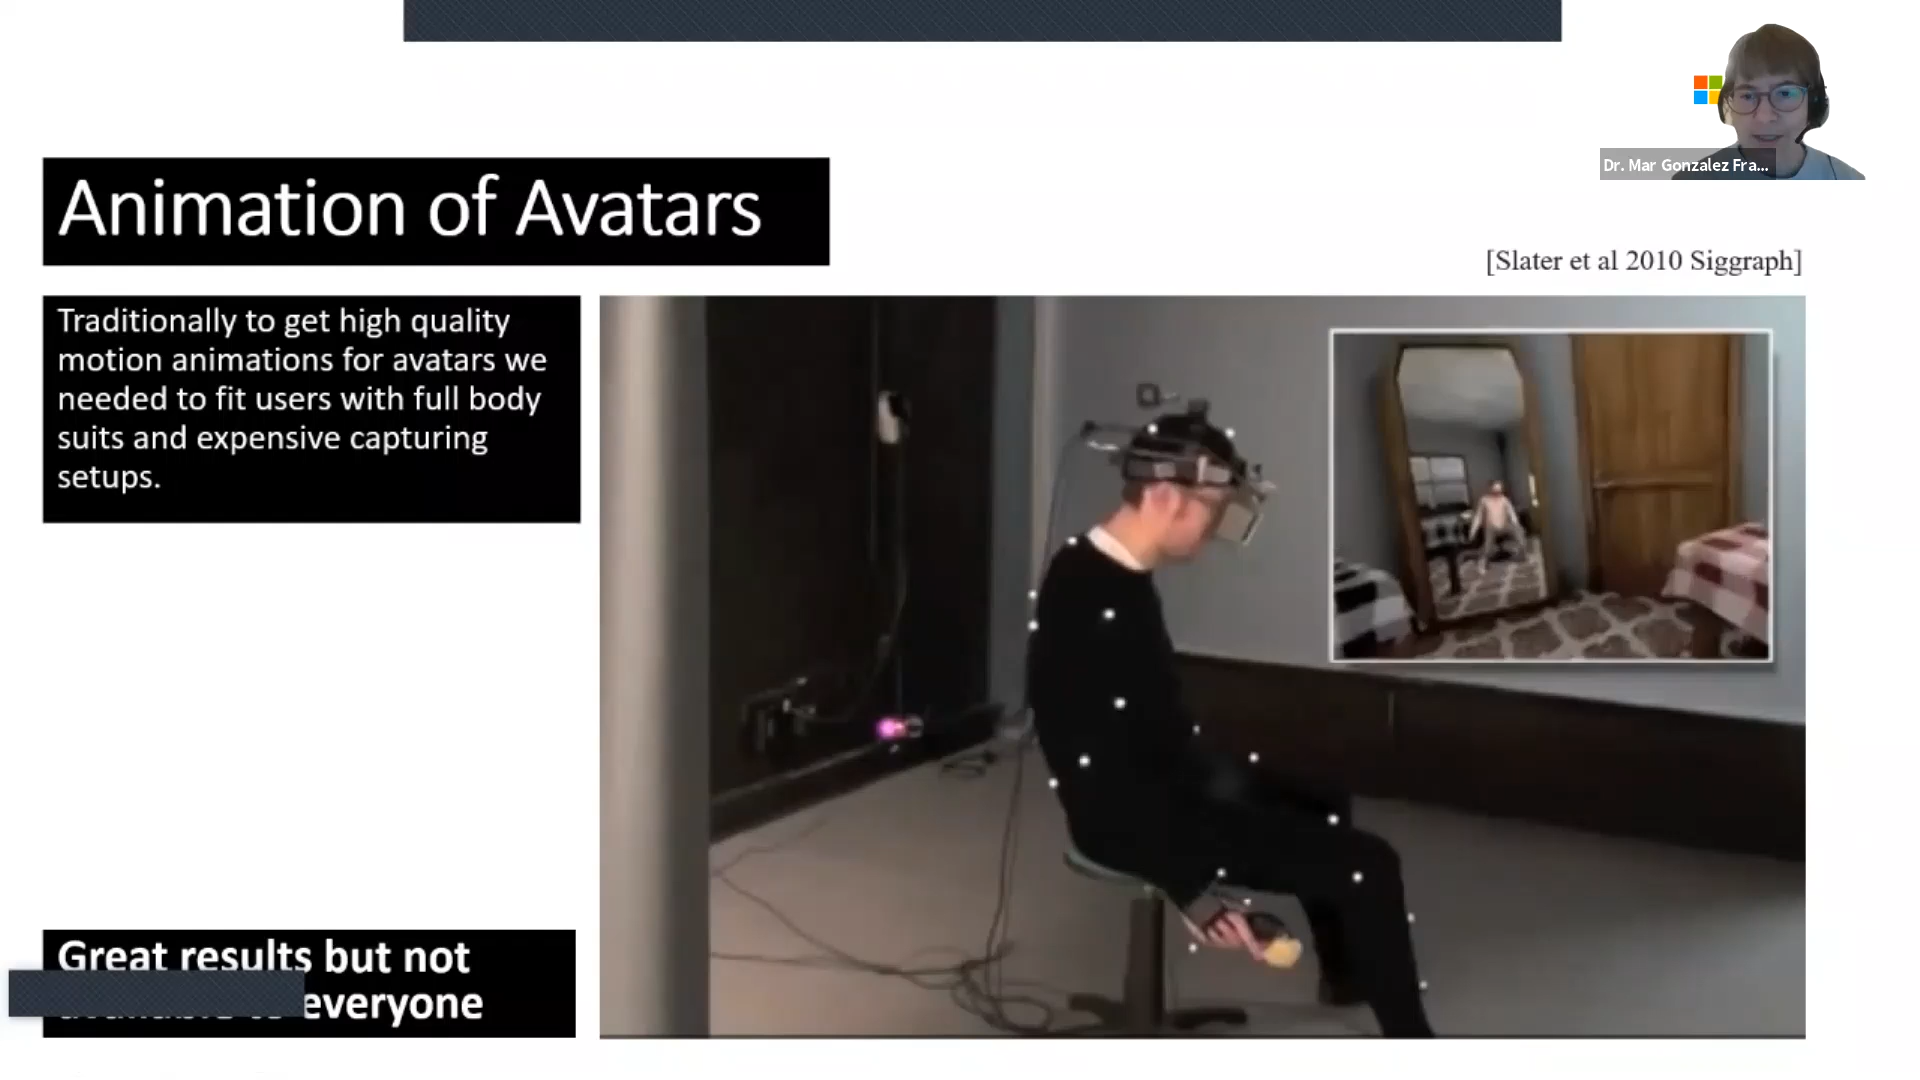 Dr. Mar Gonzalez Fra...
Animation of Avatars
[Slater et al 2010 Siggraph]
Traditionally to get high quality
motion animations for avatars we
needed to fit users with full body
suits and expensive capturing
setups.
Great results but not
everyone